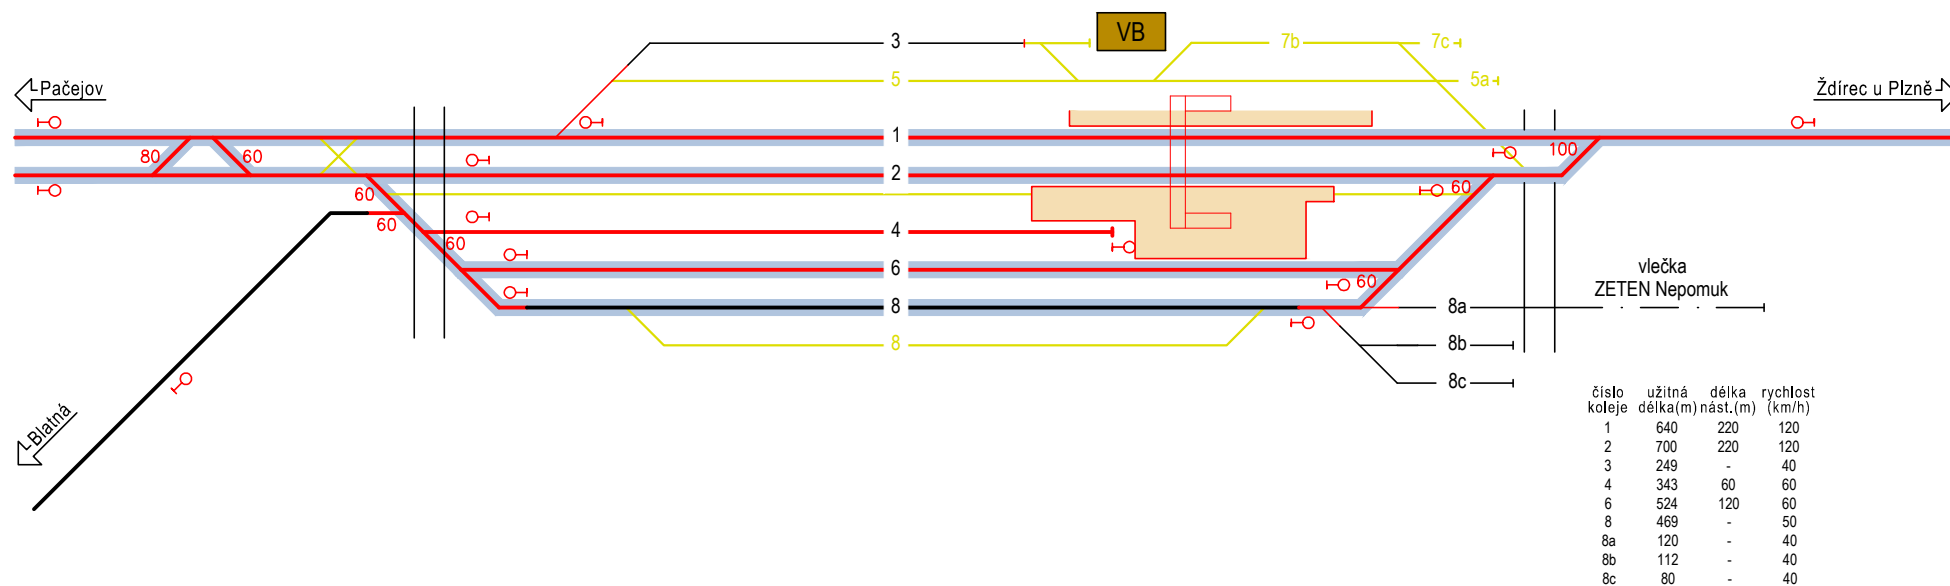 VB
3
7b
7c
5
5a
Pačejov
Ždírec u Plzně
1
80
60
100
2
60
60
60
4
60
6
60
vlečka
ZETEN Nepomuk
8
8a
8
8b
8c
Blatná
číslo koleje užitná délka(m) délka nást.(m) rychlost (km/h)
1 640 220 120
2 700 220 120
3 249 - 40
4 343 60 60
6 524 120 60
8 469 - 50
8a 120 - 40
8b 112 - 40
8c 80 - 40